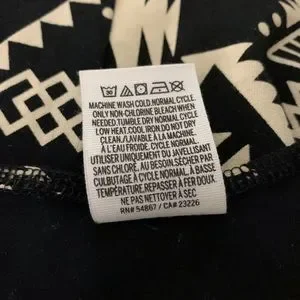 MACHINE WASH COLD. NORMAL CYCLE.
ONLY NON-CHLORINE BLEACH WHEN
NEEDED. TUMBLE DRY NORMAL CYCLE
LOW HEAT. COOL IRON. DO NOT DRY
CLEAN./LAVABLE À LA MACHINE.
À L'EAU FROIDE. CYCLE NORMAL.
UTILISER UNIQUEMENT DU JAVELLISANT
SANS CHLORE, AU BESOIN. SÉCHER PAR
CULBUTAGE À CYCLE NORMAL À BASSE
TEMPÉRATURE. REPASSER À FER DOUX.
NE PAS NETTOYER À SEC
RN# 54867 / CA# 23226